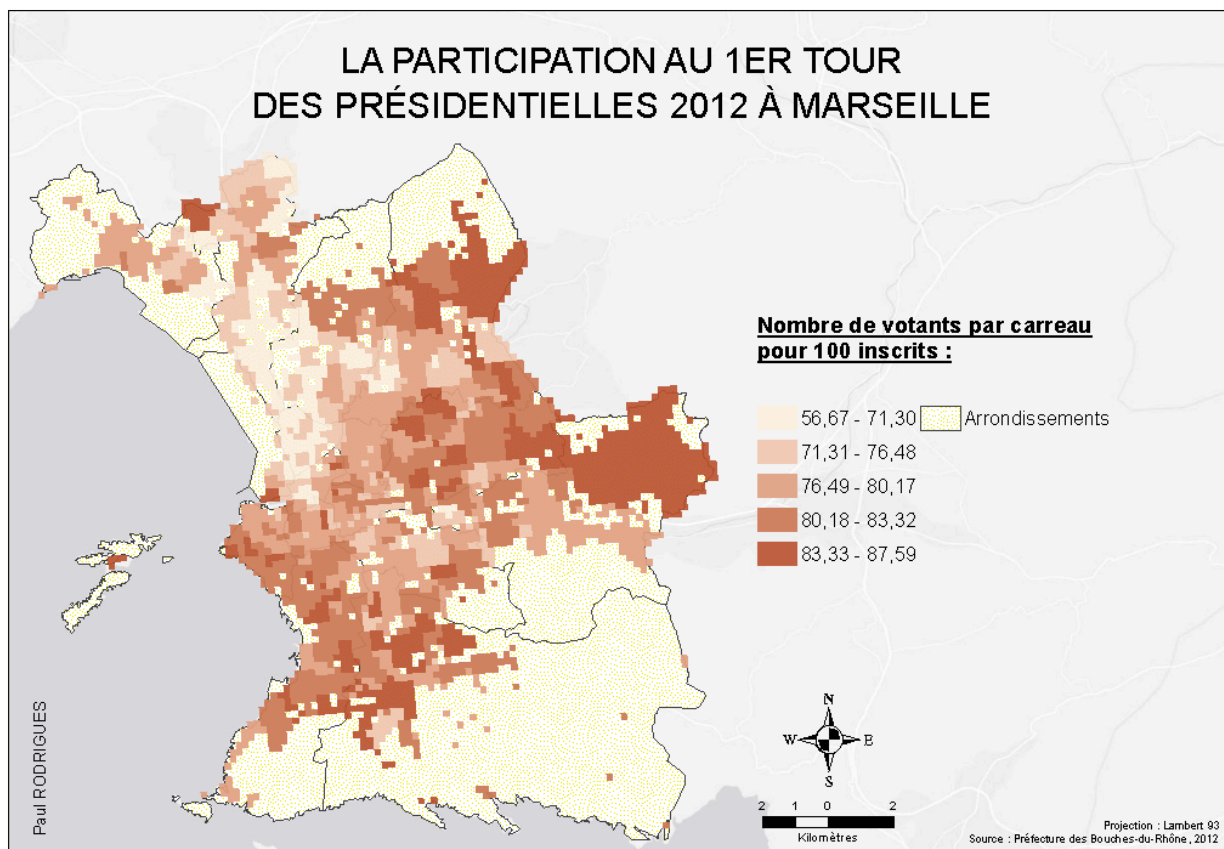 LA PARTICIPATION AU 1ER TOUR
DES PRÉSIDENTIELLES 2012 À MARSEILLE
Nombre de votants par carreau
pour 100 inscrits :
56,67 - 71,30
Arrondissements
71,31 - 76,48
76,49 - 80,17
80,18 - 83,32
83,33 - 87,59
N
W
E
S
2 1 0 2
Kilomètres
Projection : Lambert 93
Source : Préfecture des Bouches-du-Rhône, 2012
Paul RODRIGUES